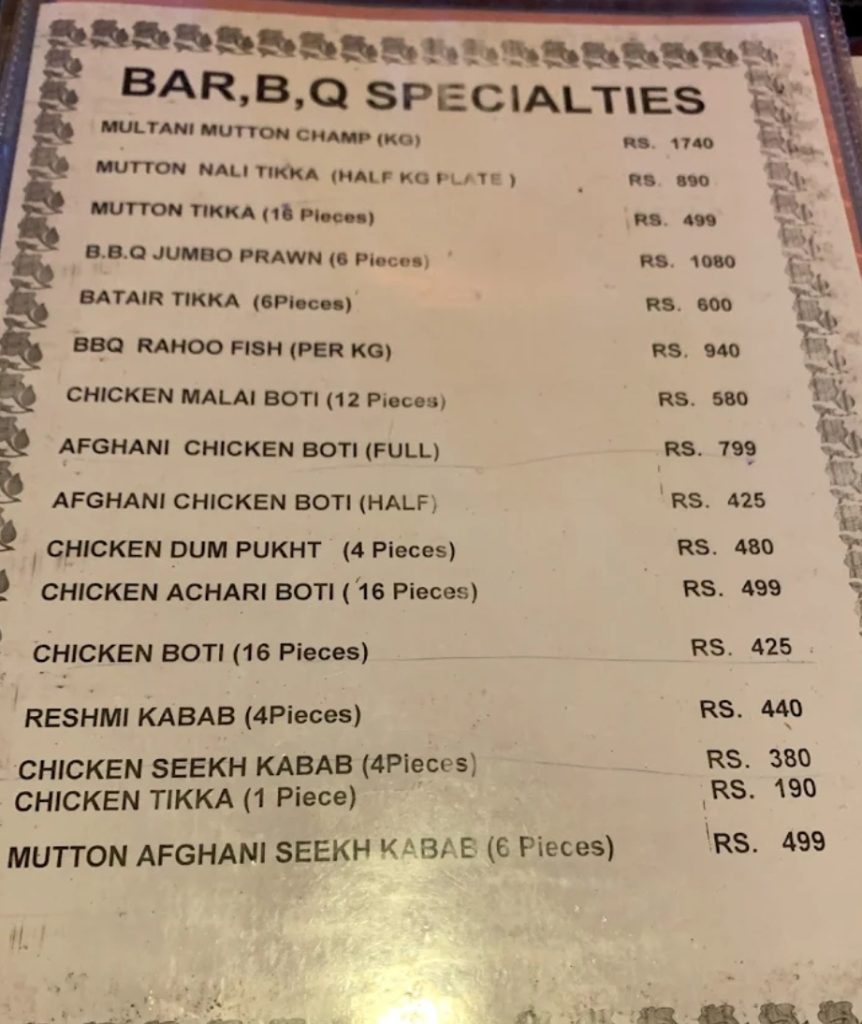 BAR,B,Q SPECIALTIES
MULTANI MUTTON CHAMP (KG) RS. 1740
MUTTON NALI TIKKA (HALF KG PLATE ) RS. 890
MUTTON TIKKA (16 Pieces) RS. 499
B.B.Q JUMBO PRAWN (6 Pieces) RS. 1080
BATAIR TIKKA (6Pieces) RS. 600
BBQ RAHOO FISH (PER KG) RS. 940
CHICKEN MALAI BOTI (12 Pieces) RS. 580
AFGHANI CHICKEN BOTI (FULL) RS. 799
AFGHANI CHICKEN BOTI (HALF) RS. 425
CHICKEN DUM PUKHT (4 Pieces) RS. 480
CHICKEN ACHARI BOTI ( 16 Pieces) RS. 499
CHICKEN BOTI (16 Pieces) RS. 425
RESHMI KABAB (4Pieces) RS. 440
CHICKEN SEEKH KABAB (4Pieces) RS. 380
CHICKEN TIKKA (1 Piece) RS. 190
MUTTON AFGHANI SEEKH KABAB (6 Pieces) RS. 499